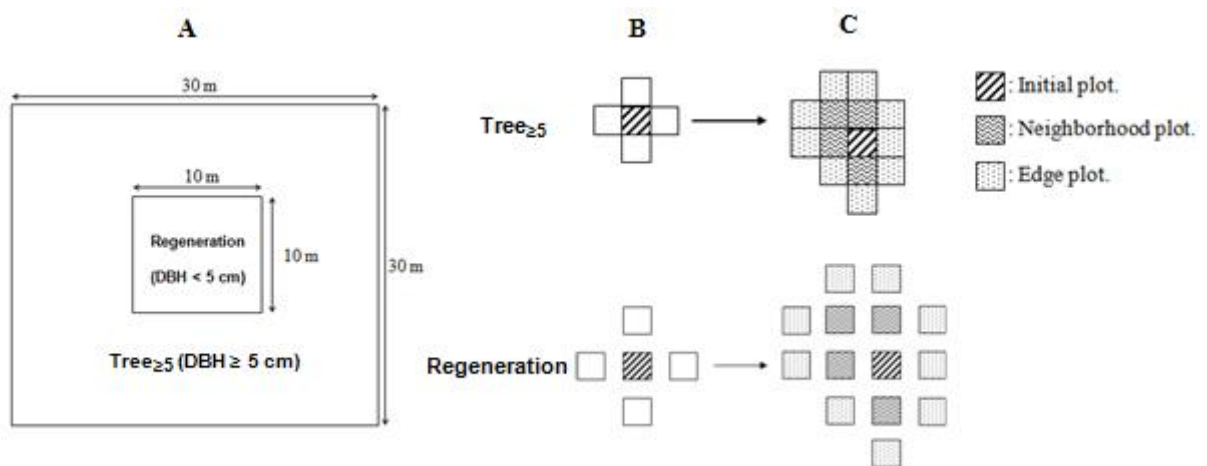 A
B
C
30 m
10 m
Regeneration
(DBH < 5 cm)
10 m
30 m
Tree≥5 (DBH ≥ 5 cm)
Tree≥5
: Initial plot.
: Neighborhood plot.
: Edge plot.
Regeneration